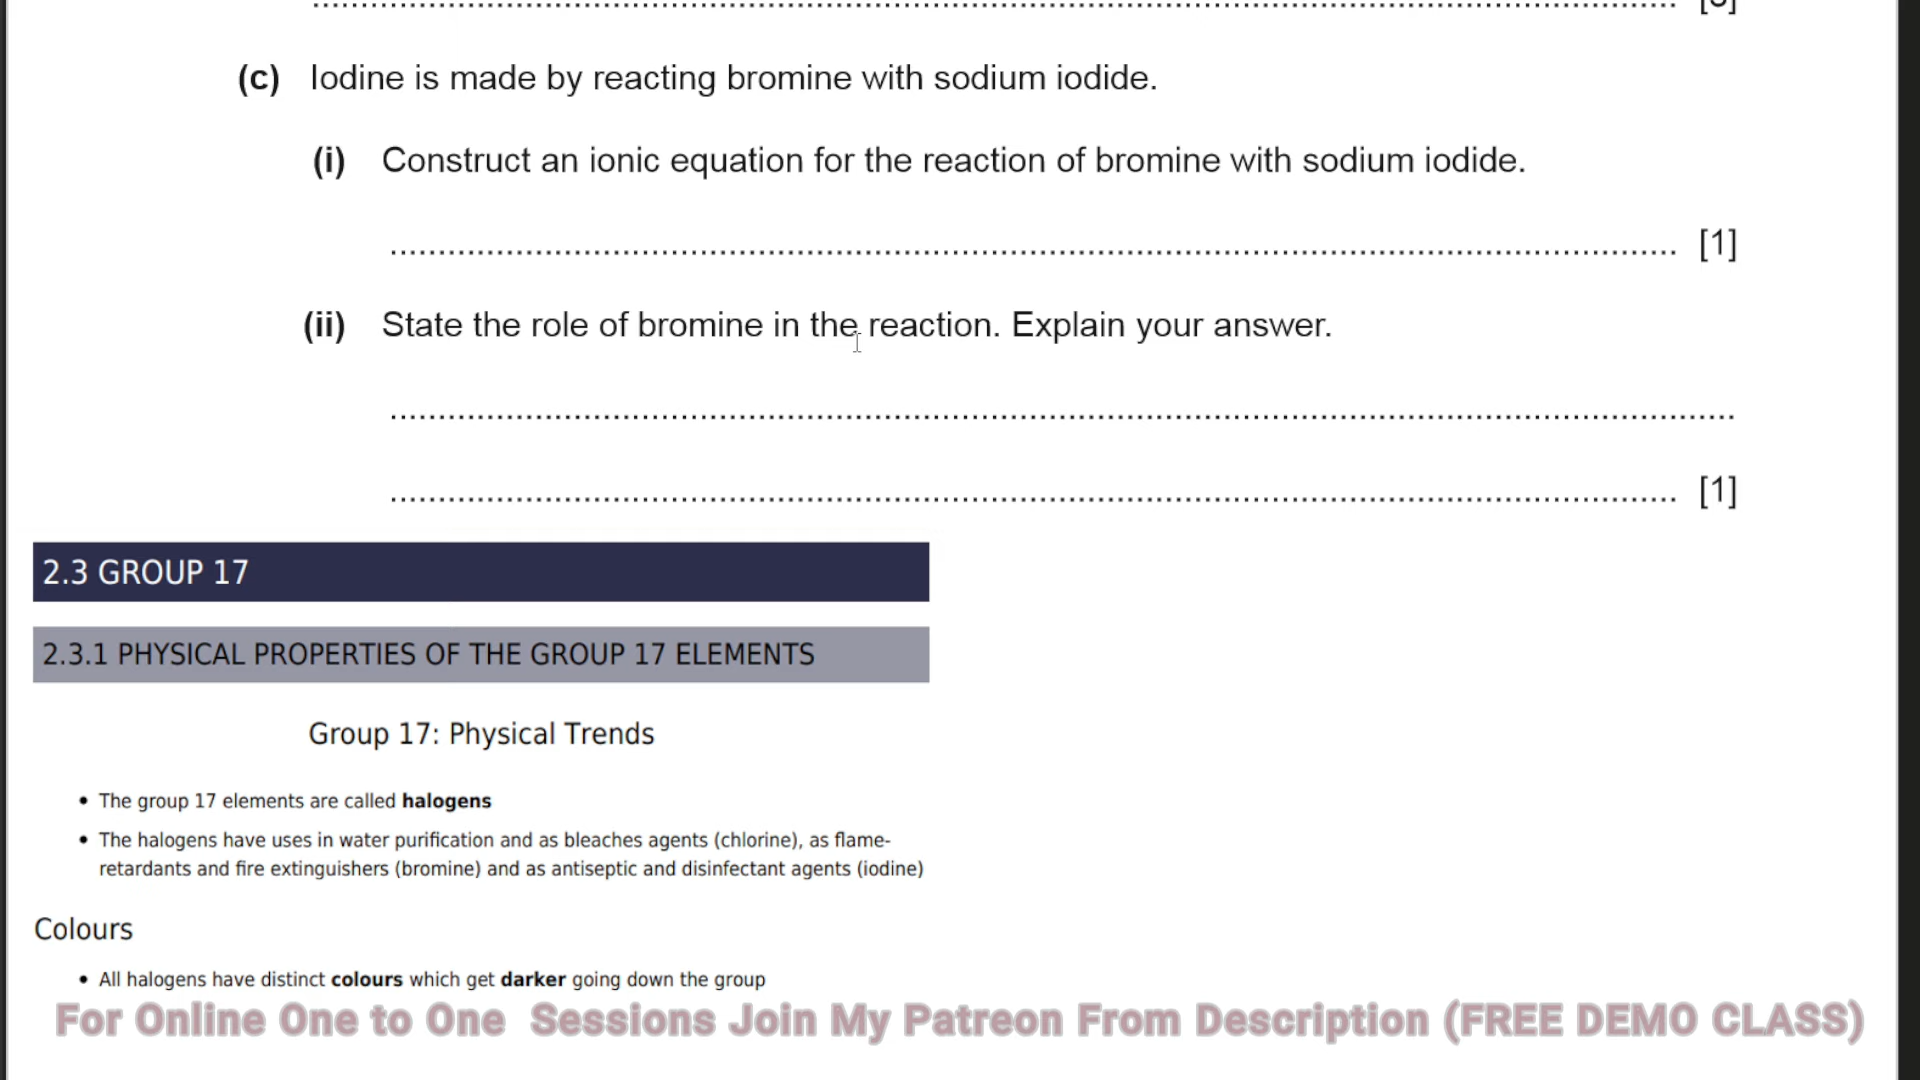 (c) Iodine is made by reacting bromine with sodium iodide.
(i) Construct an ionic equation for the reaction of bromine with sodium iodide.
[1]
(ii) State the role of bromine in the reaction. Explain your answer.
[1]
2.3 GROUP 17
2.3.1 PHYSICAL PROPERTIES OF THE GROUP 17 ELEMENTS
Group 17: Physical Trends
• The group 17 elements are called halogens
• The halogens have uses in water purification and as bleaches agents (chlorine), as flame-
retardants and fire extinguishers (bromine) and as antiseptic and disinfectant agents (iodine)
Colours
• All halogens have distinct colours which get darker going down the group
For Online One to One Sessions Join My Patreon From Description (FREE DEMO CLASS)